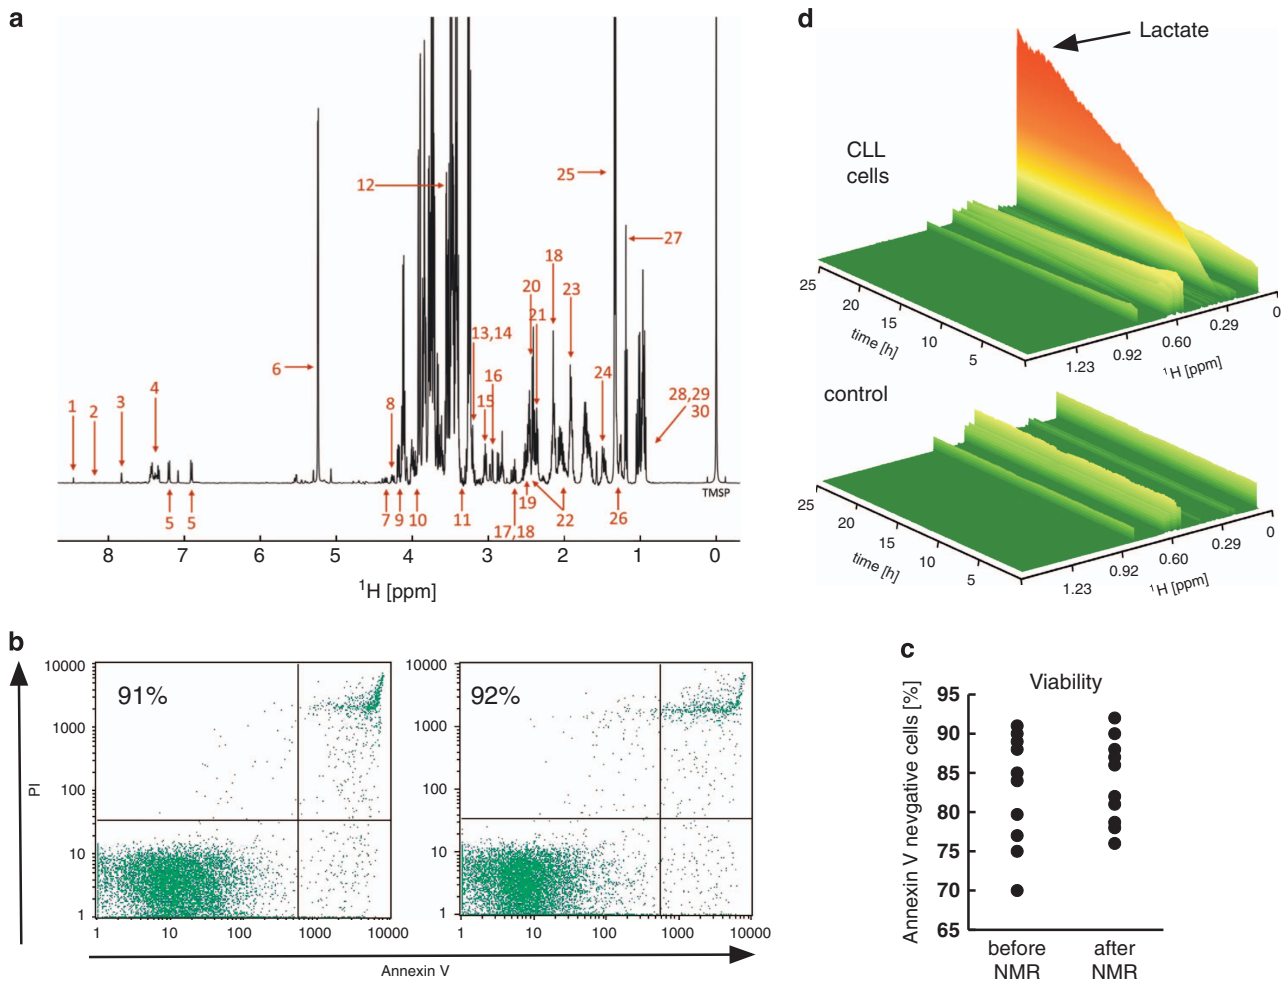 a
1
2
3
4
5
5
6
7
8
9
10
11
12
13,14
15
16
17,18
18
19
20
21
22
23
24
25
26
27
28,29
30
TMSP
8 7 6 5 4 3 2 1 0
¹H [ppm]
d
Lactate
CLL
cells
25
20
15
10
5
time [h]
1.23
0.92
0.60
0.29
0
¹H [ppm]
control
25
20
15
10
5
time [h]
1.23
0.92
0.60
0.29
0
¹H [ppm]
b
PI
91%
10000
1000
100
10
1
1 10 100 1000 10000
92%
10000
1000
100
10
1
1 10 100 1000 10000
Annexin V
c
Viability
Annexin V nevgative cells [%]
95
90
85
80
75
70
65
before
NMR
after
NMR